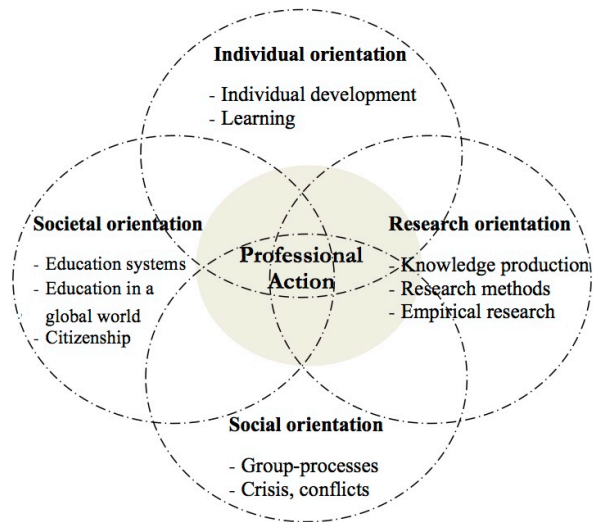 Individual orientation
- Individual development
- Learning
Societal orientation
- Education systems
- Education in a
global world
- Citizenship
Professional
Action
Research orientation
- Knowledge production
- Research methods
- Empirical research
Social orientation
- Group-processes
- Crisis, conflicts